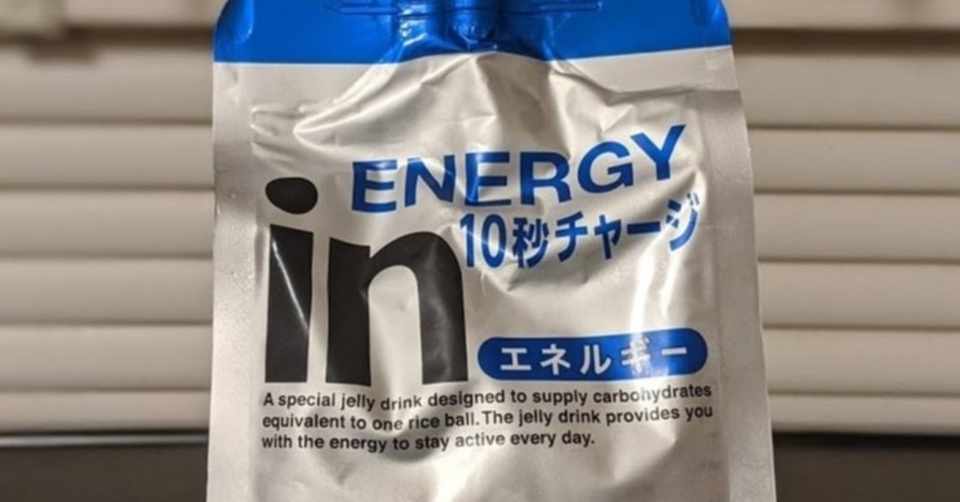 ENERGY
in
10秒チャージ
エネルギー
A special jelly drink designed to supply carbohydrates
equivalent to one rice ball. The jelly drink provides you
with the energy to stay active every day.